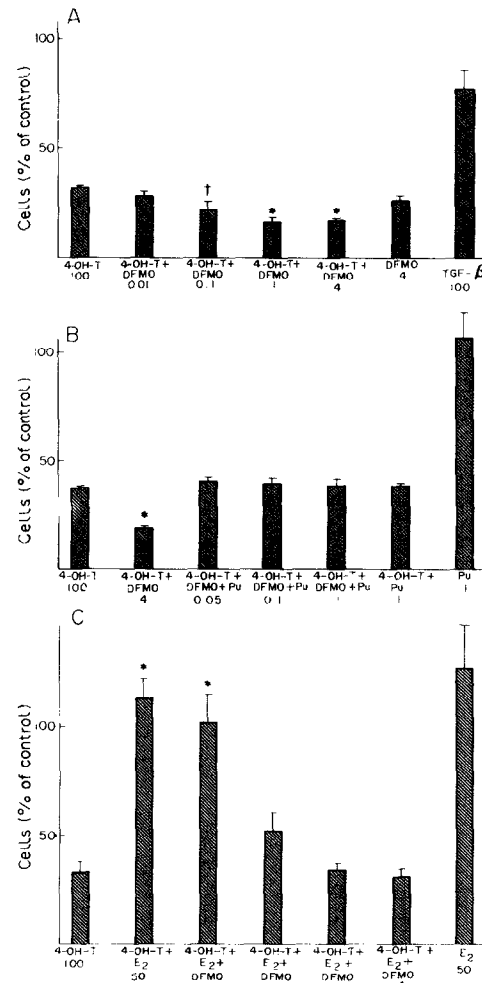 A
Cells (% of control)
100
50
†
*
*
4-OH-T
100
4-OH-T+
DFMO
0.01
4-OH-T+
DFMO
0.1
4-OH-T+
DFMO
1
4-OH-T+
DFMO
4
DFMO
4
TGF-β
100
B
Cells (% of control)
100
50
*
4-OH-T
100
4-OH-T+
DFMO
4
4-OH-T+
DFMO+Pu
0.05
4-OH-T+
DFMO+Pu
0.1
4-OH-T+
DFMO+Pu
1
4-OH-T+
Pu
1
Pu
1
C
Cells (% of control)
100
50
*
*
4-OH-T
100
4-OH-T+
E2
50
4-OH-T+
E2+
DFMO
4-OH-T+
E2+
DFMO
4-OH-T+
E2+
DFMO
4-OH-T+
E2+
DFMO
E2
50